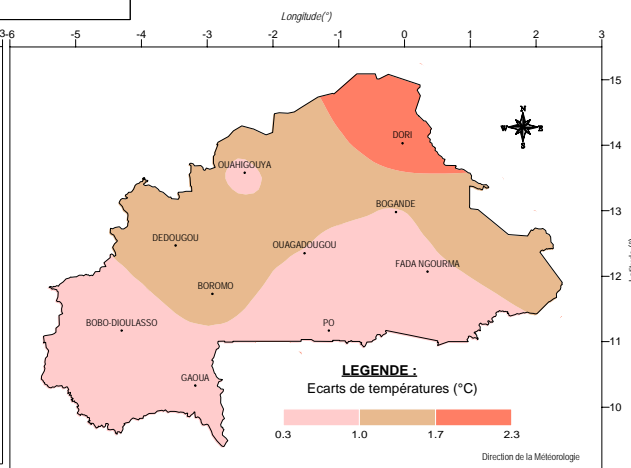 Longitude(°)
3 -6 -5 -4 -3 -2 -1 0 1 2 3
15
DORI
14
OUAHIGOUYA
BOGANDE
13
DEDOUGOU
OUAGADOUGOU
FADA NGOURMA
12
BOROMO
BOBO-DIOULASSO
PO
11
LEGENDE :
GAOUA
Ecarts de températures (°C)
10
0.3 1.0 1.7 2.3
Direction de la Météorologie
N
W E
S